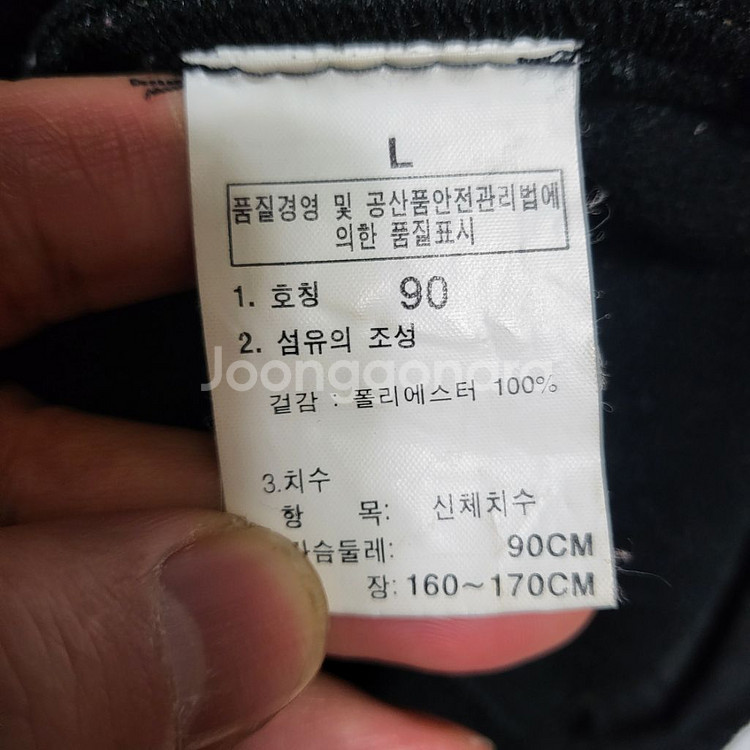 L
품질경영 및 공산품안전관리법에
의한 품질표시
1. 호칭 90
2. 섬유의 조성
Joonggonara
겉감 : 폴리에스터 100%
3.치수
항 목: 신체치수
가슴둘레: 90CM
장: 160~170CM